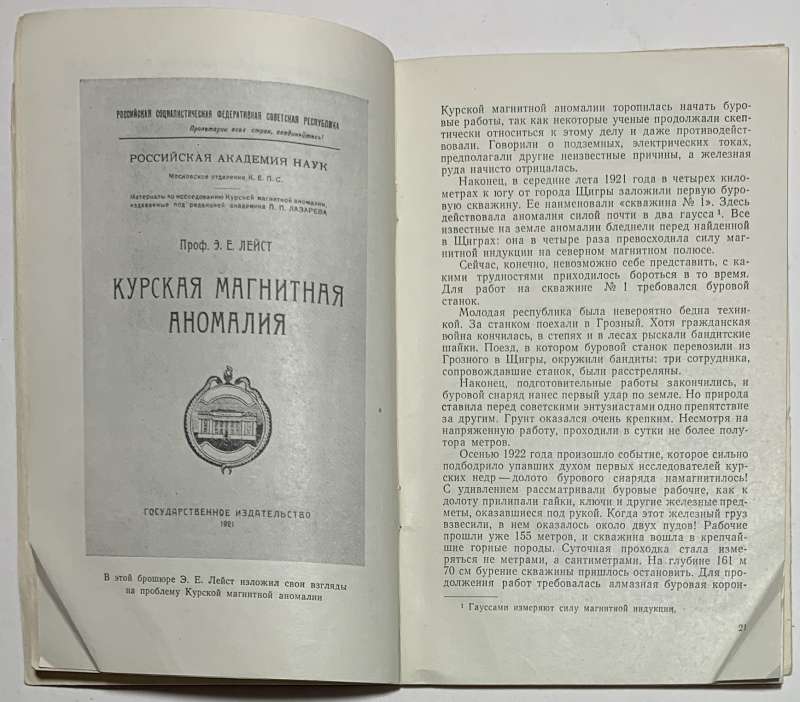 РОССИЙСКАЯ СОЦИАЛИСТИЧЕСКАЯ ФЕДЕРАТИВНАЯ СОВЕТСКАЯ РЕСПУБЛИКА
Пролетарии всех стран, соединяйтесь!
РОССИЙСКАЯ АКАДЕМИЯ НАУК
Московское отделение К. Е. П. С.
Материалы по исследованию Курской магнитной аномалии,
издаваемые под редакцией академика П. П. ЛАЗАРЕВА
Проф. Э. Е. ЛЕЙСТ
КУРСКАЯ МАГНИТНАЯ
АНОМАЛИЯ
ГОСУДАРСТВЕННОЕ ИЗДАТЕЛЬСТВО
1921
В этой брошюре Э. Е. Лейст изложил свои взгляды
на проблему Курской магнитной аномалии
Курской магнитной аномалии торопилась начать буро-
вые работы, так как некоторые ученые продолжали скеп-
тически относиться к этому делу и даже противодейст-
вовали. Говорили о подземных, электрических токах,
предполагали другие неизвестные причины, а железная
руда начисто отрицалась.
Наконец, в середине лета 1921 года в четырех кило-
метрах к югу от города Щигры заложили первую буро-
вую скважину. Ее наименовали «скважина № 1». Здесь
действовала аномалия силой почти в два гаусса¹. Все
известные на земле аномалии бледнели перед найденной
в Щиграх: она в четыре раза превосходила силу маг-
нитной индукции на северном магнитном полюсе.
Сейчас, конечно, невозможно себе представить, с ка-
кими трудностями приходилось бороться в то время.
Для работ на скважине № 1 требовался буровой
станок.
Молодая республика была невероятно бедна техни-
кой. За станком поехали в Грозный. Хотя гражданская
война кончилась, в степях и в лесах рыскали бандитские
шайки. Поезд, в котором буровой станок перевозили из
Грозного в Щигры, окружили бандиты: три сотрудника,
сопровождавшие станок, были расстреляны.
Наконец, подготовительные работы закончились, и
буровой снаряд нанес первый удар по земле. Но природа
ставила перед советскими энтузиастами одно препятствие
за другим. Грунт оказался очень крепким. Несмотря на
напряженную работу, проходили в сутки не более полу-
тора метров.
Осенью 1922 года произошло событие, которое сильно
подбодрило упавших духом первых исследователей кур-
ских недр — долото бурового снаряда намагнитилось!
С удивлением рассматривали буровые рабочие, как к
долоту прилипали гайки, ключи и другие железные пред-
меты, оказавшиеся под рукой. Когда этот железный груз
взвесили, в нем оказалось около двух пудов! Рабочие
прошли уже 155 метров, и скважина вошла в крепчай-
шие горные породы. Суточная проходка стала изме-
ряться не метрами, а сантиметрами. На глубине 161 м
70 см бурение скважины пришлось остановить. Для про-
должения работ требовалась алмазная буровая корон-
¹ Гауссами измеряют силу магнитной индукции.
21